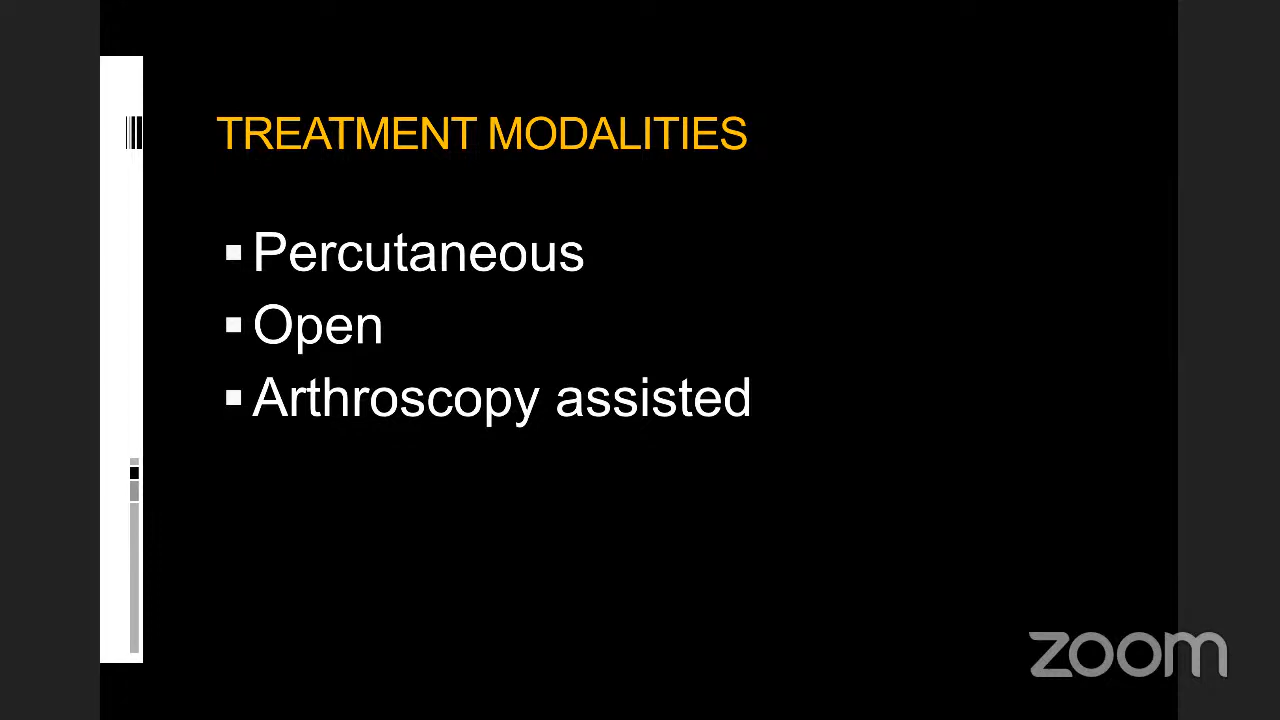 TREATMENT MODALITIES
▪ Percutaneous
▪ Open
▪ Arthroscopy assisted
zoom